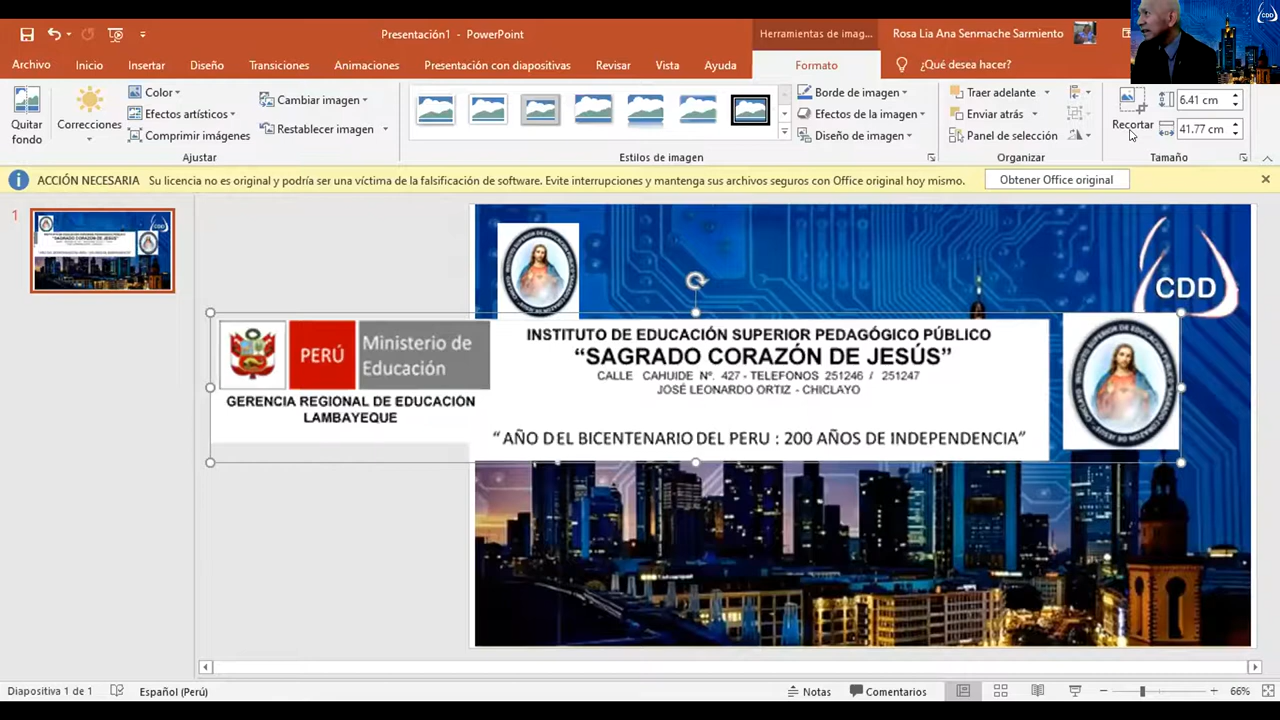 CDD
Presentación1 - PowerPoint
Herramientas de imag...
Rosa Lia Ana Senmache Sarmiento
Archivo
Inicio
Insertar
Diseño
Transiciones
Animaciones
Presentación con diapositivas
Revisar
Vista
Ayuda
Formato
¿Qué desea hacer?
Quitar fondo
Correcciones
Color
Efectos artísticos
Comprimir imágenes
Cambiar imagen
Restablecer imagen
Ajustar
Estilos de imagen
Borde de imagen
Efectos de la imagen
Diseño de imagen
Traer adelante
Enviar atrás
Panel de selección
Organizar
Recortar
6.41 cm
41.77 cm
Tamaño
ACCIÓN NECESARIA Su licencia no es original y podría ser una víctima de la falsificación de software. Evite interrupciones y mantenga sus archivos seguros con Office original hoy mismo.
Obtener Office original
1
CDD
PERÚ
Ministerio de
Educación
GERENCIA REGIONAL DE EDUCACIÓN
LAMBAYEQUE
INSTITUTO DE EDUCACIÓN SUPERIOR PEDAGÓGICO PÚBLICO
“SAGRADO CORAZÓN DE JESÚS”
CALLE CAHUIDE Nº. 427 - TELEFONOS 251246 / 251247
JOSÉ LEONARDO ORTIZ - CHICLAYO
“AÑO DEL BICENTENARIO DEL PERU : 200 AÑOS DE INDEPENDENCIA”
Diapositiva 1 de 1
Español (Perú)
Notas
Comentarios
66%